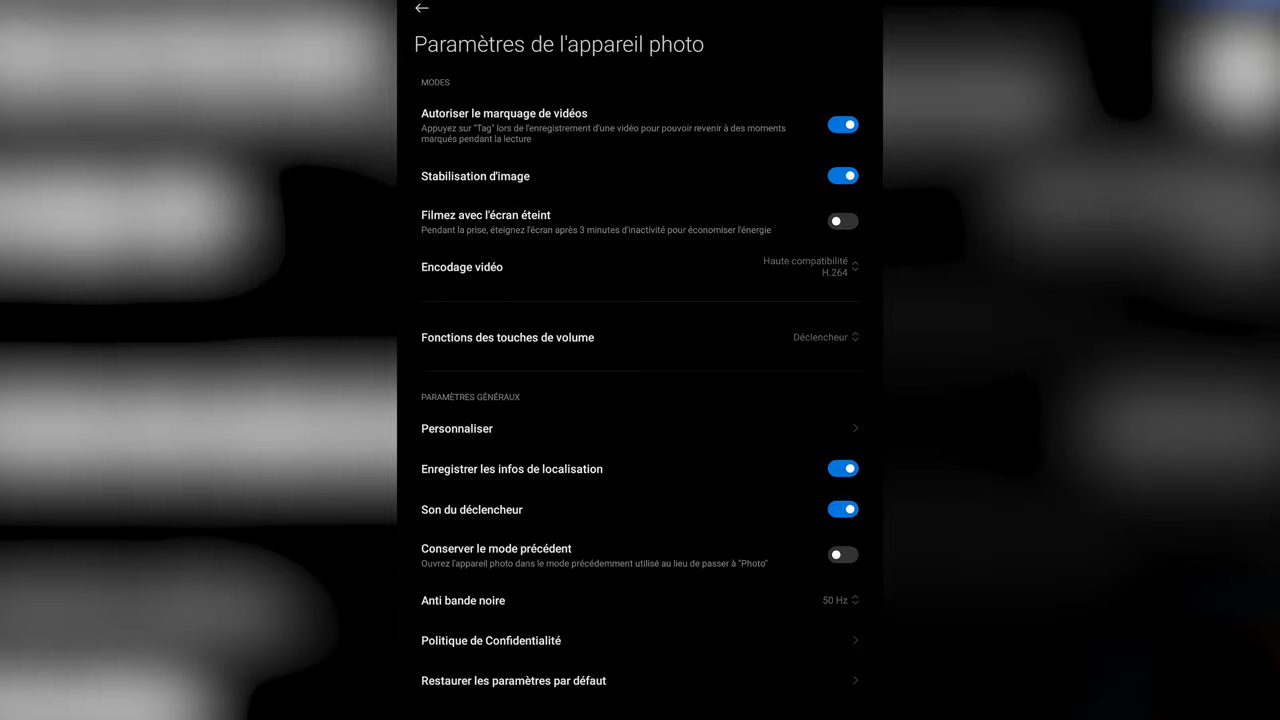 Paramètres de l'appareil photo
MODES
Autoriser le marquage de vidéos
Appuyez sur "Tag" lors de l'enregistrement d'une vidéo pour pouvoir revenir à des moments
marqués pendant la lecture
Stabilisation d'image
Filmez avec l'écran éteint
Pendant la prise, éteignez l'écran après 3 minutes d'inactivité pour économiser l'énergie
Encodage vidéo
Haute compatibilité
H.264
Fonctions des touches de volume
Déclencheur
PARAMÈTRES GÉNÉRAUX
Personnaliser
Enregistrer les infos de localisation
Son du déclencheur
Conserver le mode précédent
Ouvrez l'appareil photo dans le mode précédemment utilisé au lieu de passer à "Photo"
Anti bande noire
50 Hz
Politique de Confidentialité
Restaurer les paramètres par défaut